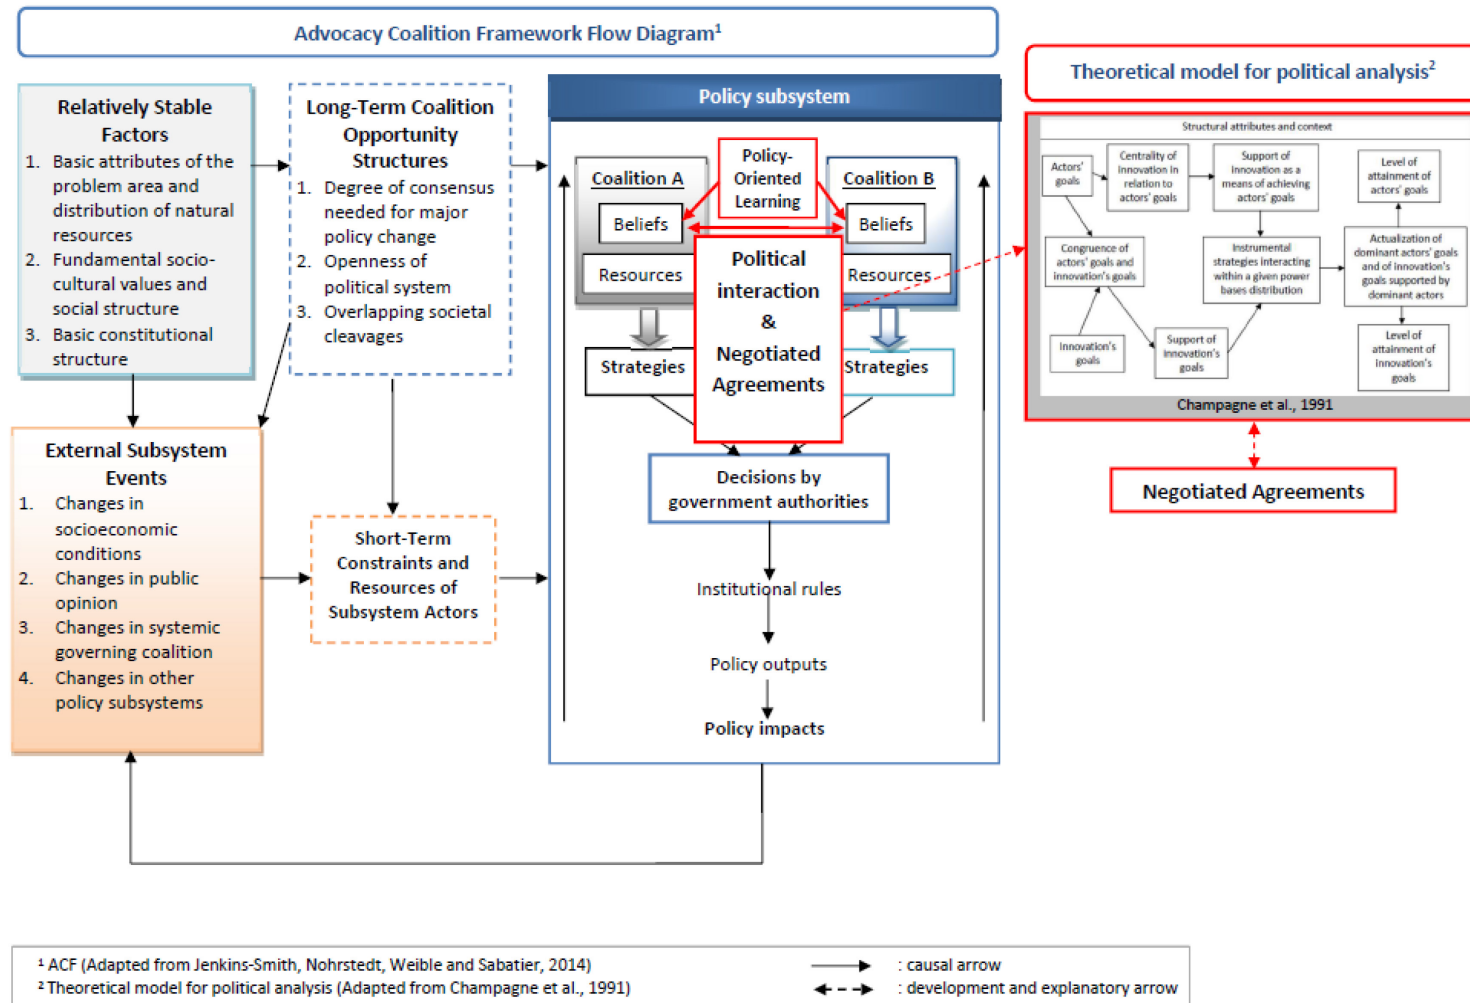 Advocacy Coalition Framework Flow Diagram¹
Theoretical model for political analysis²
Relatively Stable
Factors
1. Basic attributes of the
problem area and
distribution of natural
resources
2. Fundamental socio-
cultural values and
social structure
3. Basic constitutional
structure
Long-Term Coalition
Opportunity
Structures
1. Degree of consensus
needed for major
policy change
2. Openness of
political system
3. Overlapping societal
cleavages
External Subsystem
Events
1. Changes in
socioeconomic
conditions
2. Changes in public
opinion
3. Changes in systemic
governing coalition
4. Changes in other
policy subsystems
Short-Term
Constraints and
Resources of
Subsystem Actors
Policy subsystem
Coalition A
Beliefs
Resources
Strategies
Policy-
Oriented
Learning
Political
interaction
&
Negotiated
Agreements
Coalition B
Beliefs
Resources
Strategies
Decisions by
government authorities
Institutional rules
Policy outputs
Policy impacts
Structural attributes and context
Actors'
goals
Centrality of
innovation in
relation to
actors' goals
Support of
innovation as a
means of achieving
actors' goals
Level of
attainment of
actors' goals
Congruence of
actors' goals and
innovation's goals
Instrumental
strategies interacting
within a given power
bases distribution
Actualization of
dominant actors' goals
and of innovation's
goals supported by
dominant actors
Innovation's
goals
Support of
innovation's
goals
Level of
attainment of
innovation's
goals
Champagne et al., 1991
Negotiated Agreements
¹ ACF (Adapted from Jenkins-Smith, Nohrstedt, Weible and Sabatier, 2014)
² Theoretical model for political analysis (Adapted from Champagne et al., 1991)
: causal arrow
: development and explanatory arrow